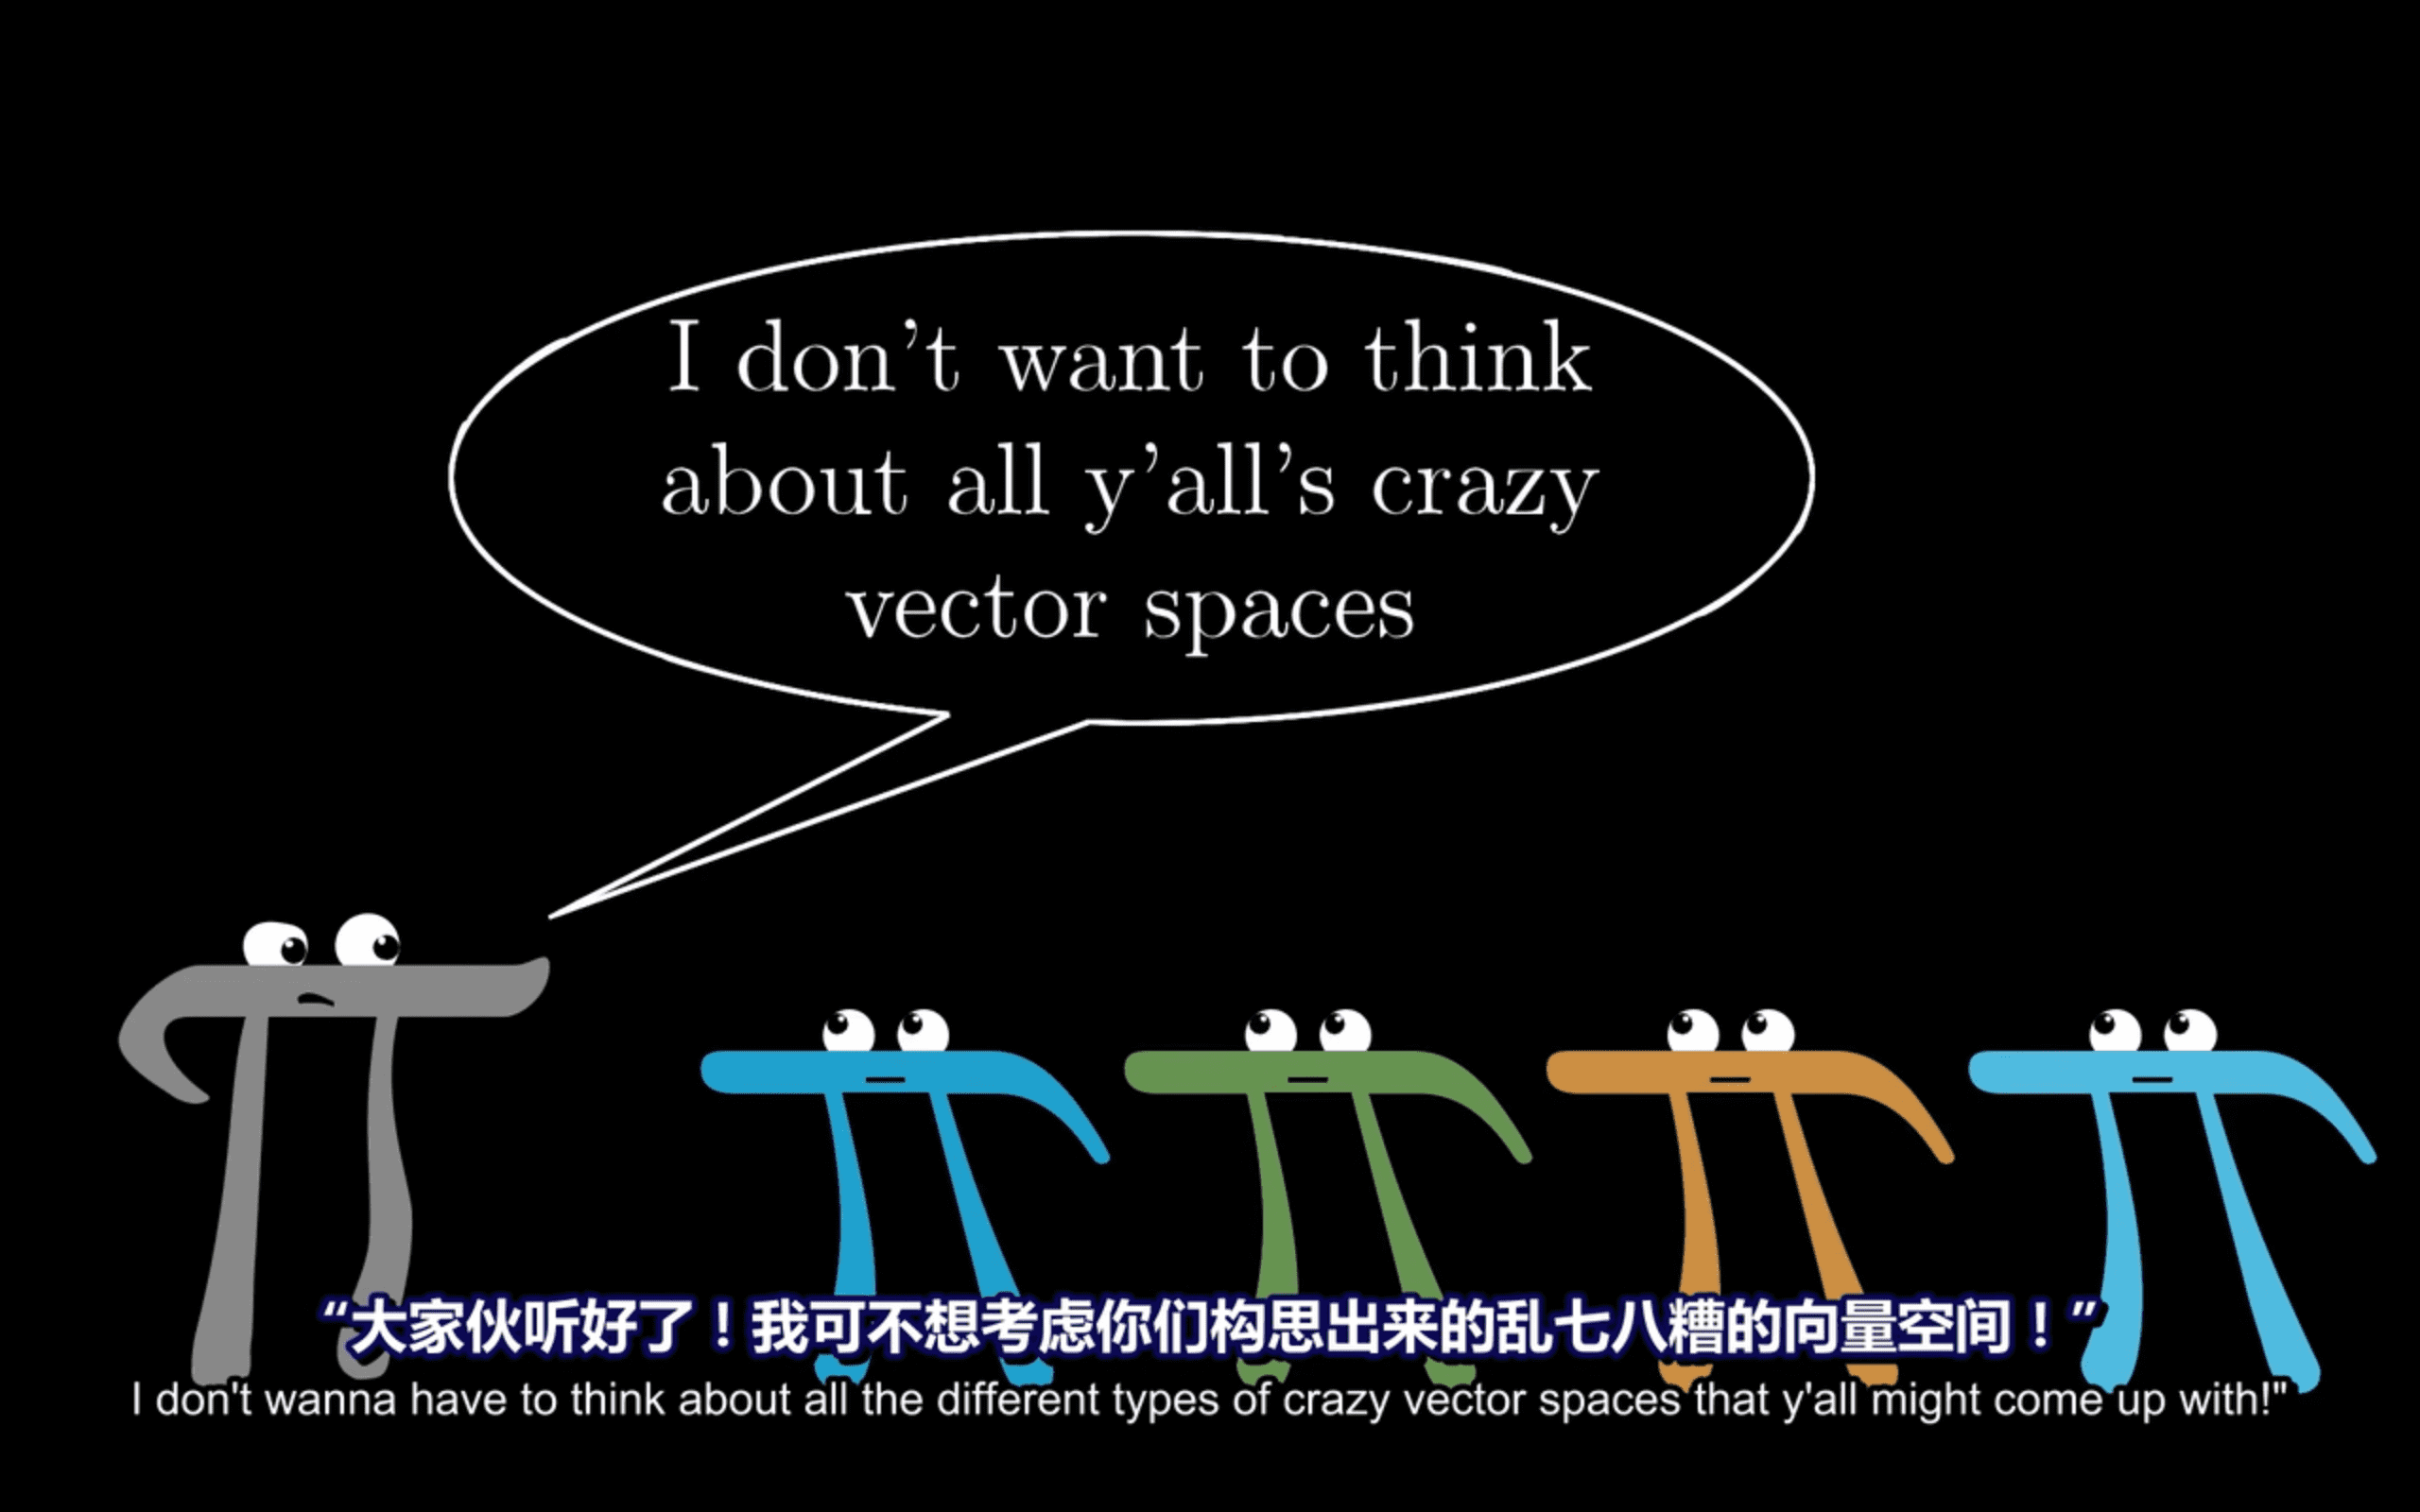 I don't want to think
about all y'all's crazy
vector spaces
“大家伙听好了！我可不想考虑你们构思出来的乱七八糟的向量空间！”
I don't wanna have to think about all the different types of crazy vector spaces that y'all might come up with!"